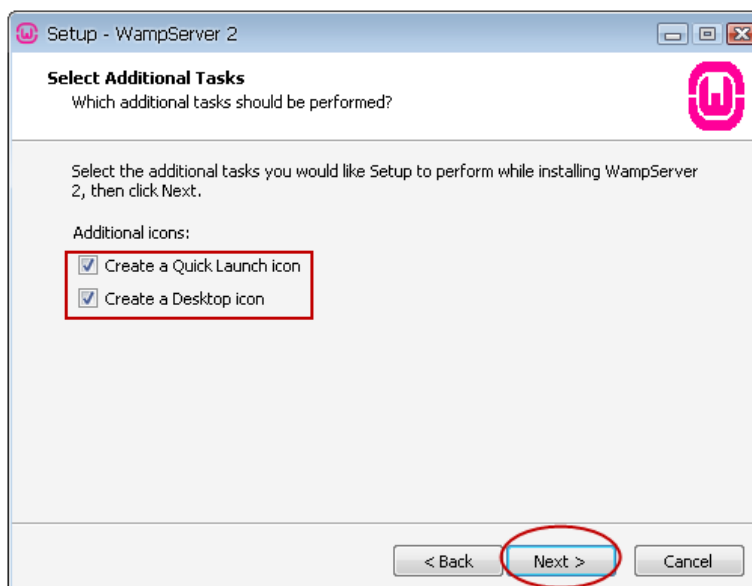 Setup - WampServer 2
Select Additional Tasks
Which additional tasks should be performed?
Select the additional tasks you would like Setup to perform while installing WampServer
2, then click Next.
Additional icons:
Create a Quick Launch icon
Create a Desktop icon
< Back Next > Cancel